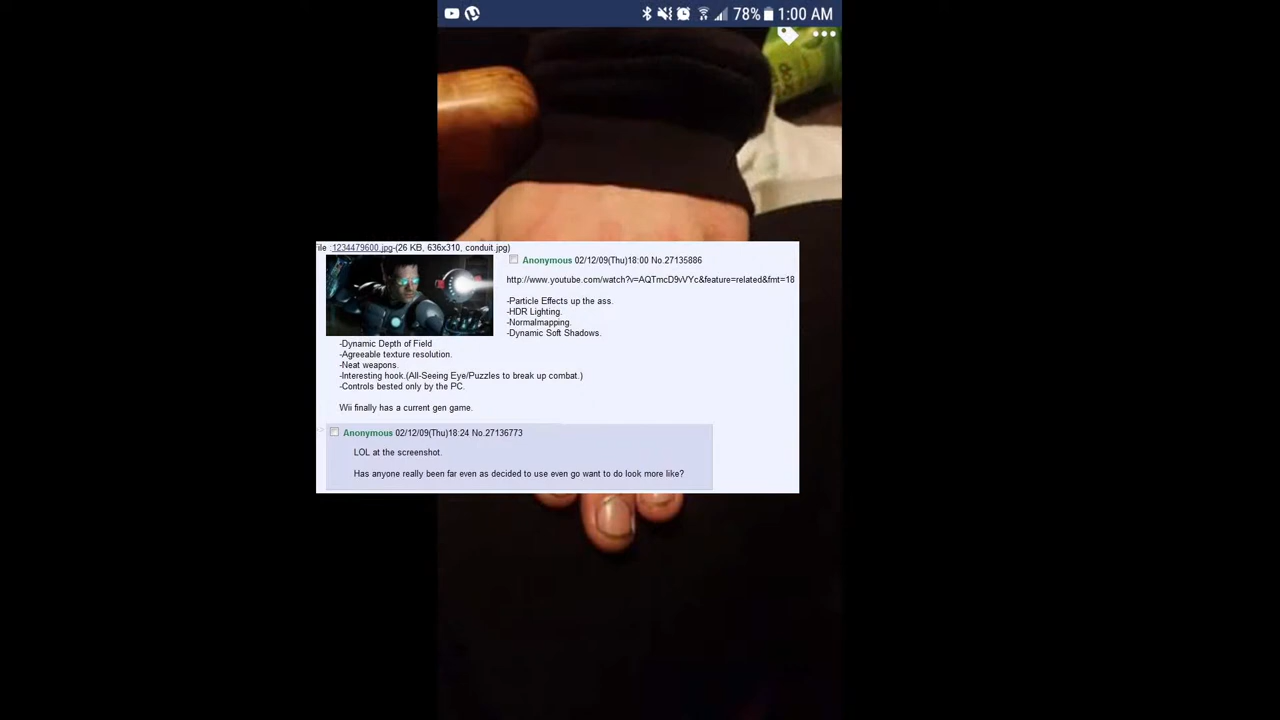 78% 1:00 AM
ile :1234479600.jpg-(26 KB, 636x310, conduit.jpg)
Anonymous 02/12/09(Thu)18:00 No.27135886
http://www.youtube.com/watch?v=AQTmcD9vVYc&feature=related&fmt=18
-Particle Effects up the ass.
-HDR Lighting.
-Normalmapping.
-Dynamic Soft Shadows.
-Dynamic Depth of Field
-Agreeable texture resolution.
-Neat weapons.
-Interesting hook.(All-Seeing Eye/Puzzles to break up combat.)
-Controls bested only by the PC.
Wii finally has a current gen game.
Anonymous 02/12/09(Thu)18:24 No.27136773
LOL at the screenshot.
Has anyone really been far even as decided to use even go want to do look more like?